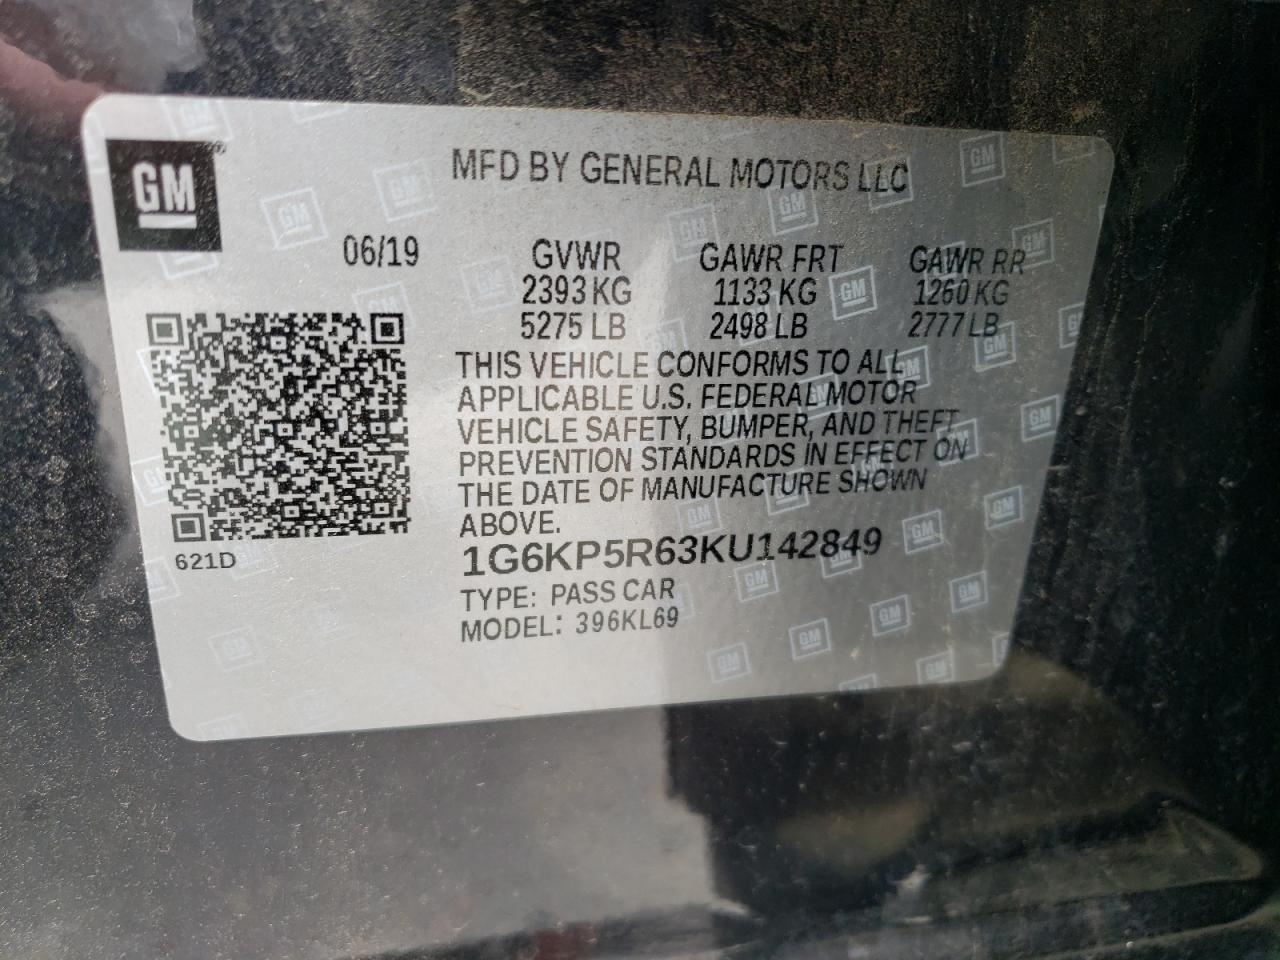 GM ®
MFD BY GENERAL MOTORS LLC
06/19 GVWR GAWR FRT GAWR RR
2393 KG 1133 KG 1260 KG
5275 LB 2498 LB 2777 LB
THIS VEHICLE CONFORMS TO ALL
APPLICABLE U.S. FEDERAL MOTOR
VEHICLE SAFETY, BUMPER, AND THEFT
PREVENTION STANDARDS IN EFFECT ON
THE DATE OF MANUFACTURE SHOWN
ABOVE.
621D
1G6KP5R63KU142849
TYPE: PASS CAR
MODEL: 396KL69